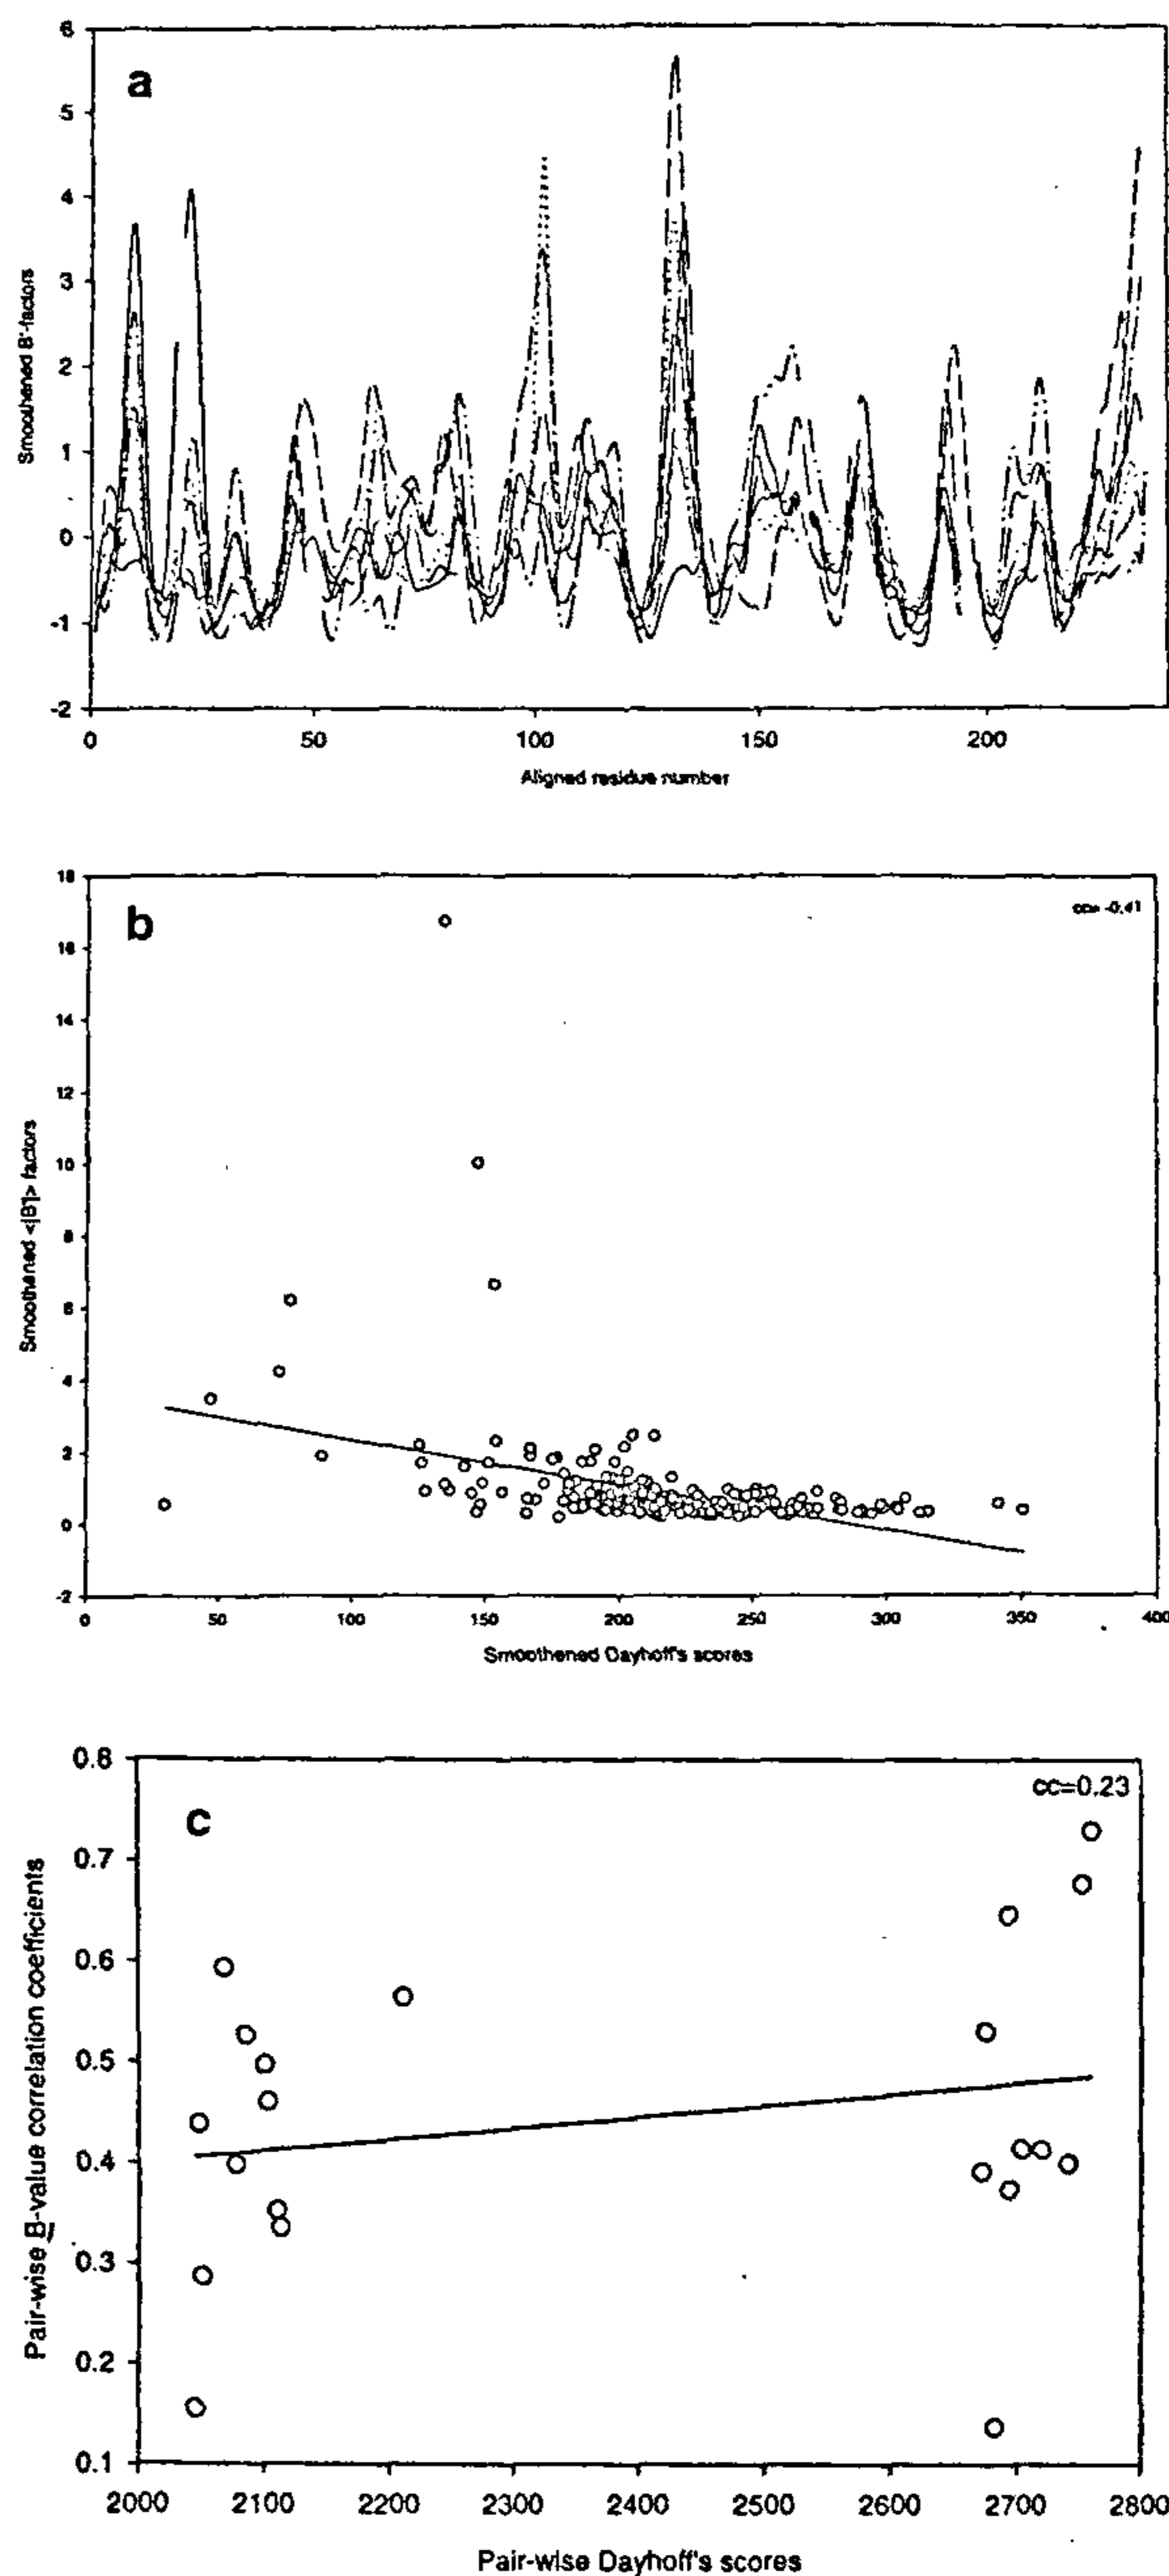 a
6
5
4
3
2
1
0
-1
-2
Smoothened B'-factors
0 50 100 150 200
Aligned residue number
b
cc= -0.41
18
16
14
12
10
8
6
4
2
0
-2
Smoothened <|B'|> factors
0 50 100 150 200 250 300 350 400
Smoothened Dayhoff's scores
c
cc=0.23
0.8
0.7
0.6
0.5
0.4
0.3
0.2
0.1
Pair-wise B-value correlation coefficients
2000 2100 2200 2300 2400 2500 2600 2700 2800
Pair-wise Dayhoff's scores